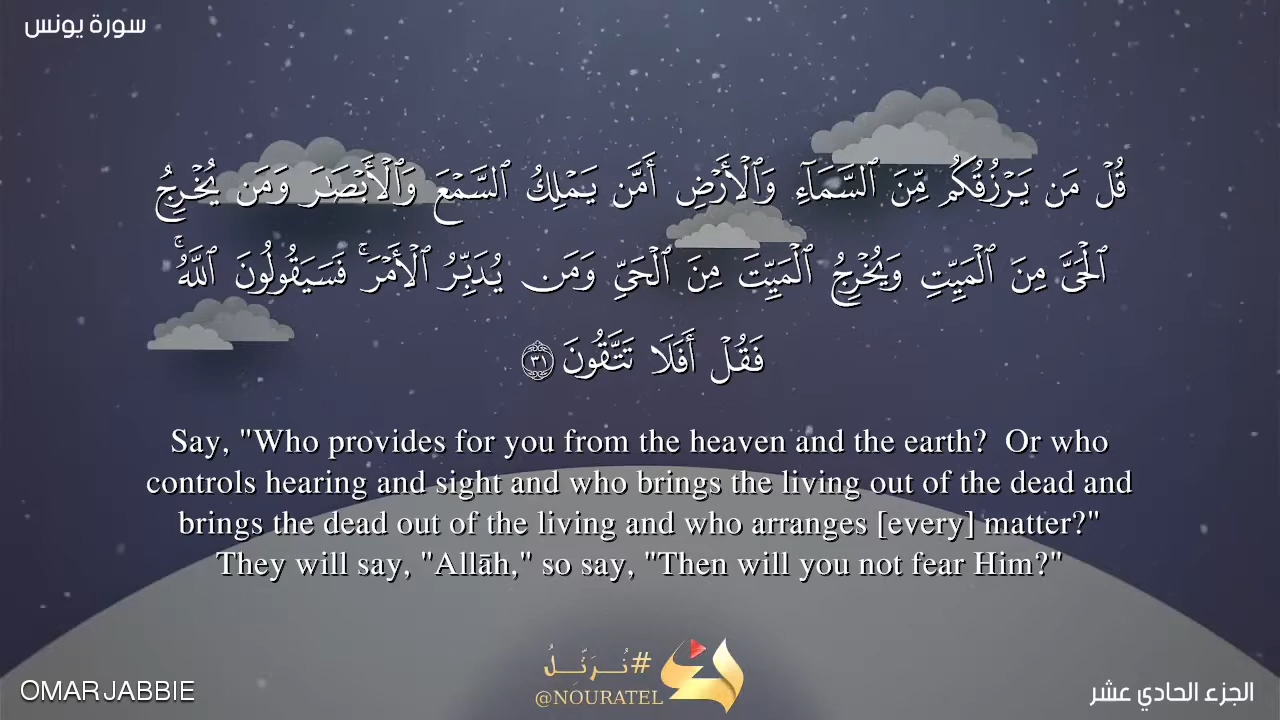 سورة يونس
قُلْ مَن يَرْزُقُكُم مِّنَ ٱلسَّمَآءِ وَٱلْأَرْضِ أَمَّن يَمْلِكُ ٱلسَّمْعَ وَٱلْأَبْصَٰرَ وَمَن يُخْرِجُ
ٱلْحَىَّ مِنَ ٱلْمَيِّتِ وَيُخْرِجُ ٱلْمَيِّتَ مِنَ ٱلْحَىِّ وَمَن يُدَبِّرُ ٱلْأَمْرَ ۚ فَسَيَقُولُونَ ٱللَّهُ ۚ
فَقُلْ أَفَلَا تَتَّقُونَ ٣١
Say, "Who provides for you from the heaven and the earth?  Or who
controls hearing and sight and who brings the living out of the dead and
brings the dead out of the living and who arranges [every] matter?"
They will say, "Allāh," so say, "Then will you not fear Him?"
#نُرَتِّلُ
@NOURATEL
OMAR JABBIE
الجزء الحادي عشر